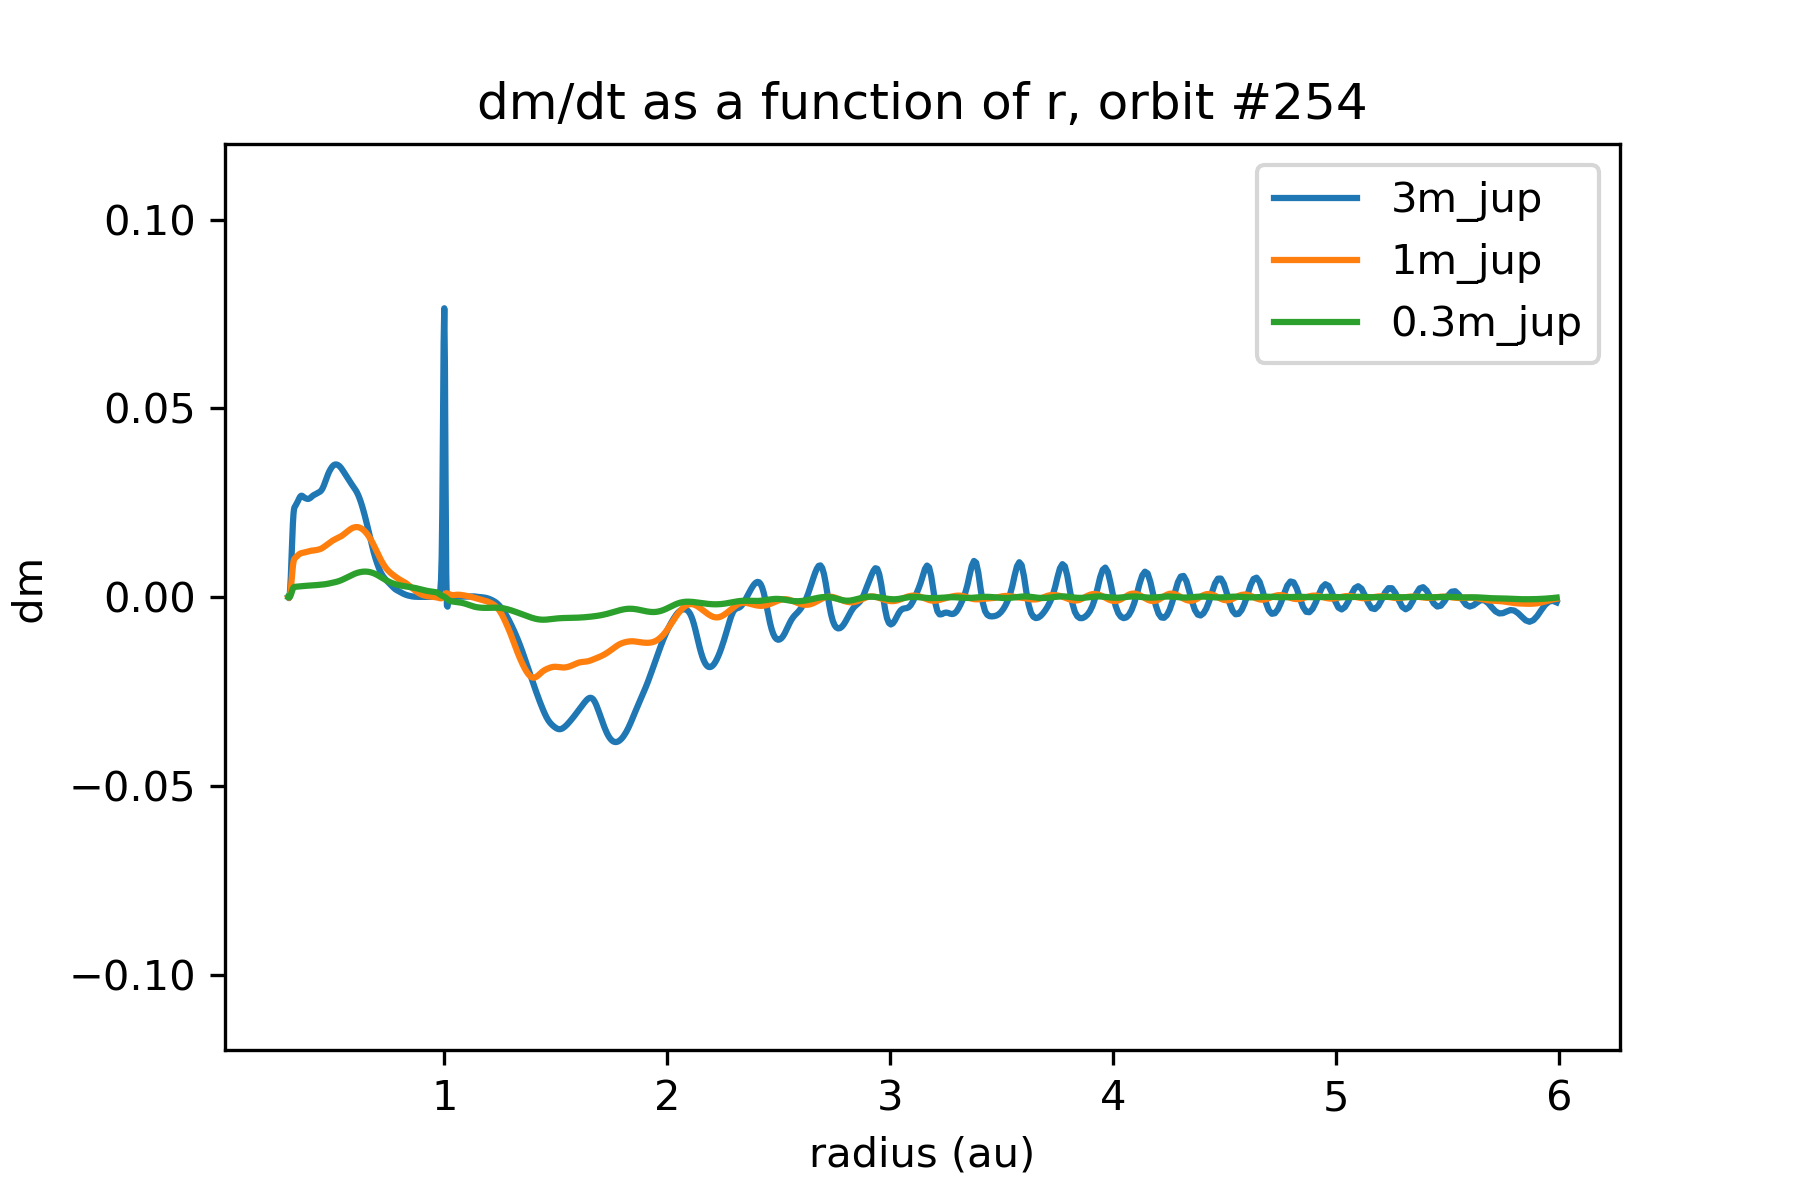 dm/dt as a function of r, orbit #254
3m_jup
1m_jup
0.3m_jup
0.10
0.05
0.00
−0.05
−0.10
dm
1 2 3 4 5 6
radius (au)